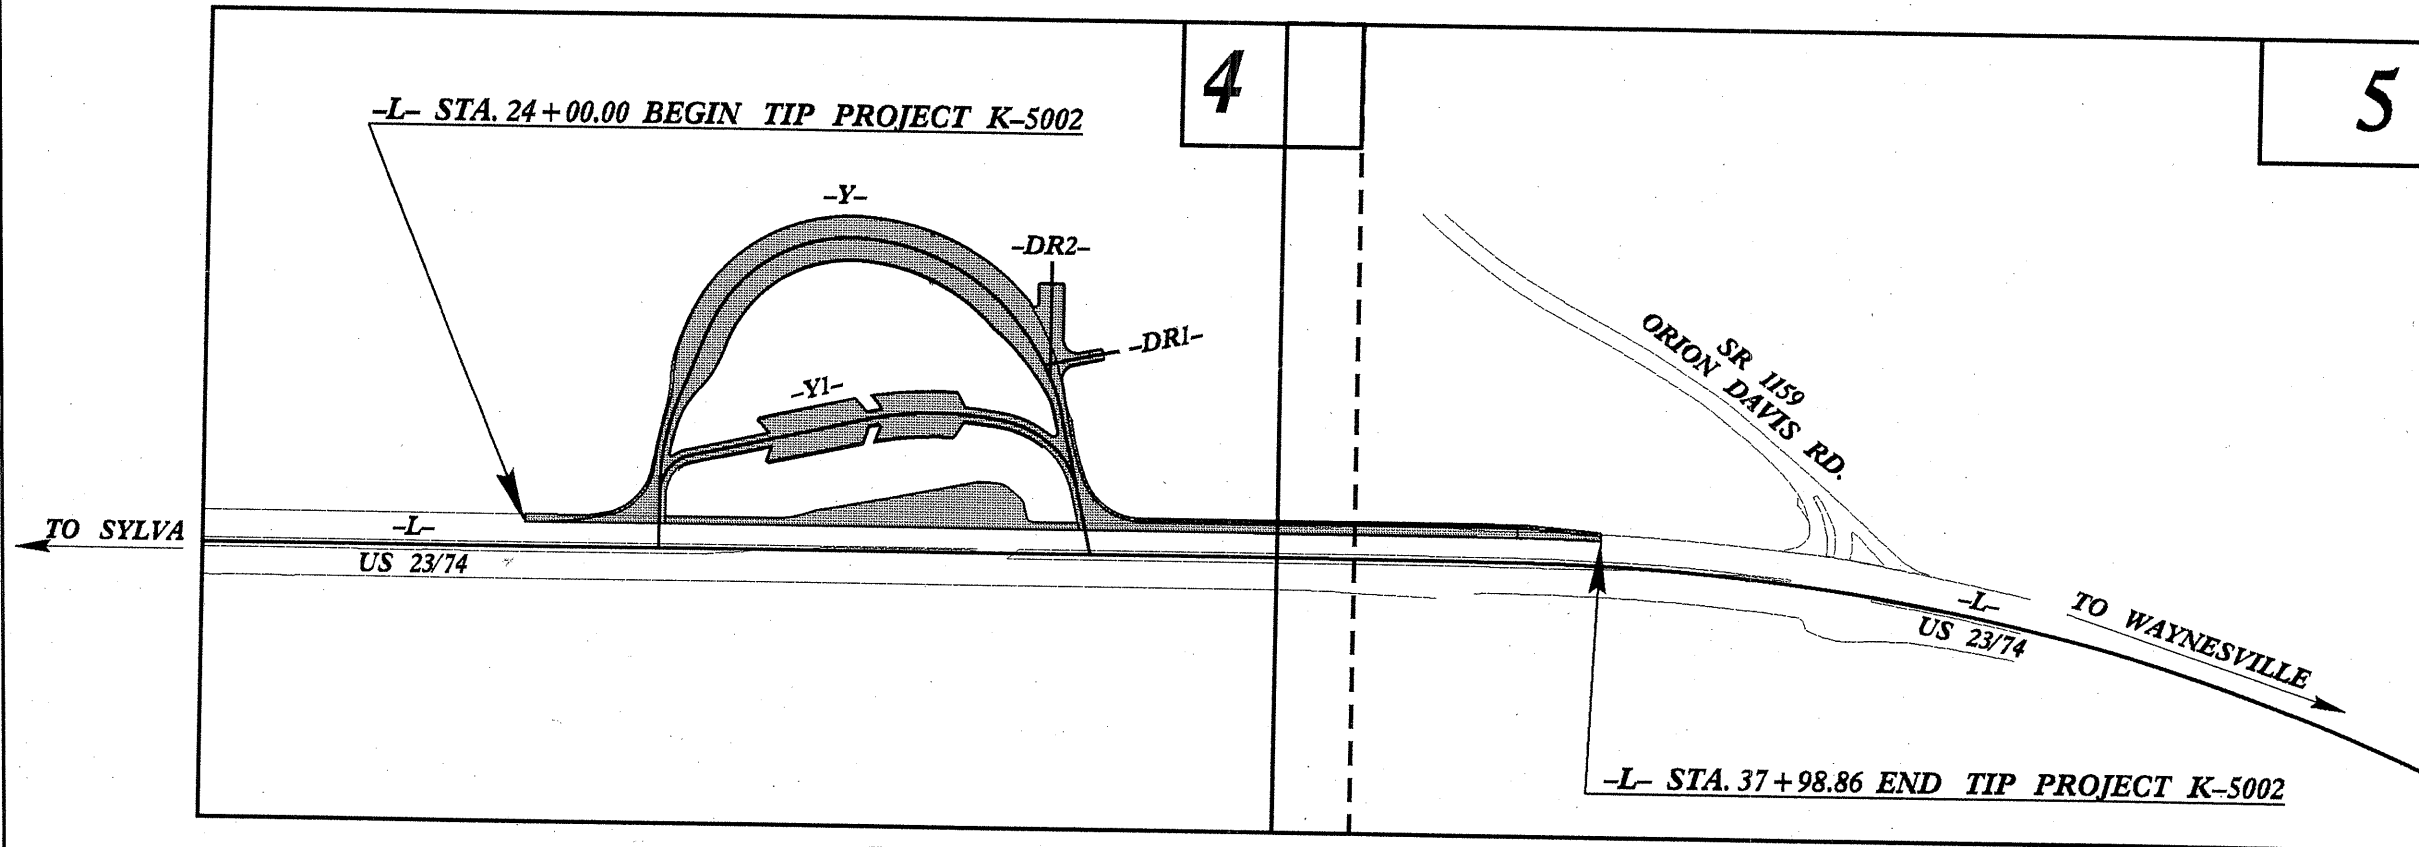 4
5
–L– STA. 24+00.00 BEGIN TIP PROJECT K–5002
–Y–
–DR2–
–DR1–
–Y1–
SR 1159
ORION DAVIS RD.
TO SYLVA
–L–
US 23/74
–L–
US 23/74
TO WAYNESVILLE
–L– STA. 37+98.86 END TIP PROJECT K–5002